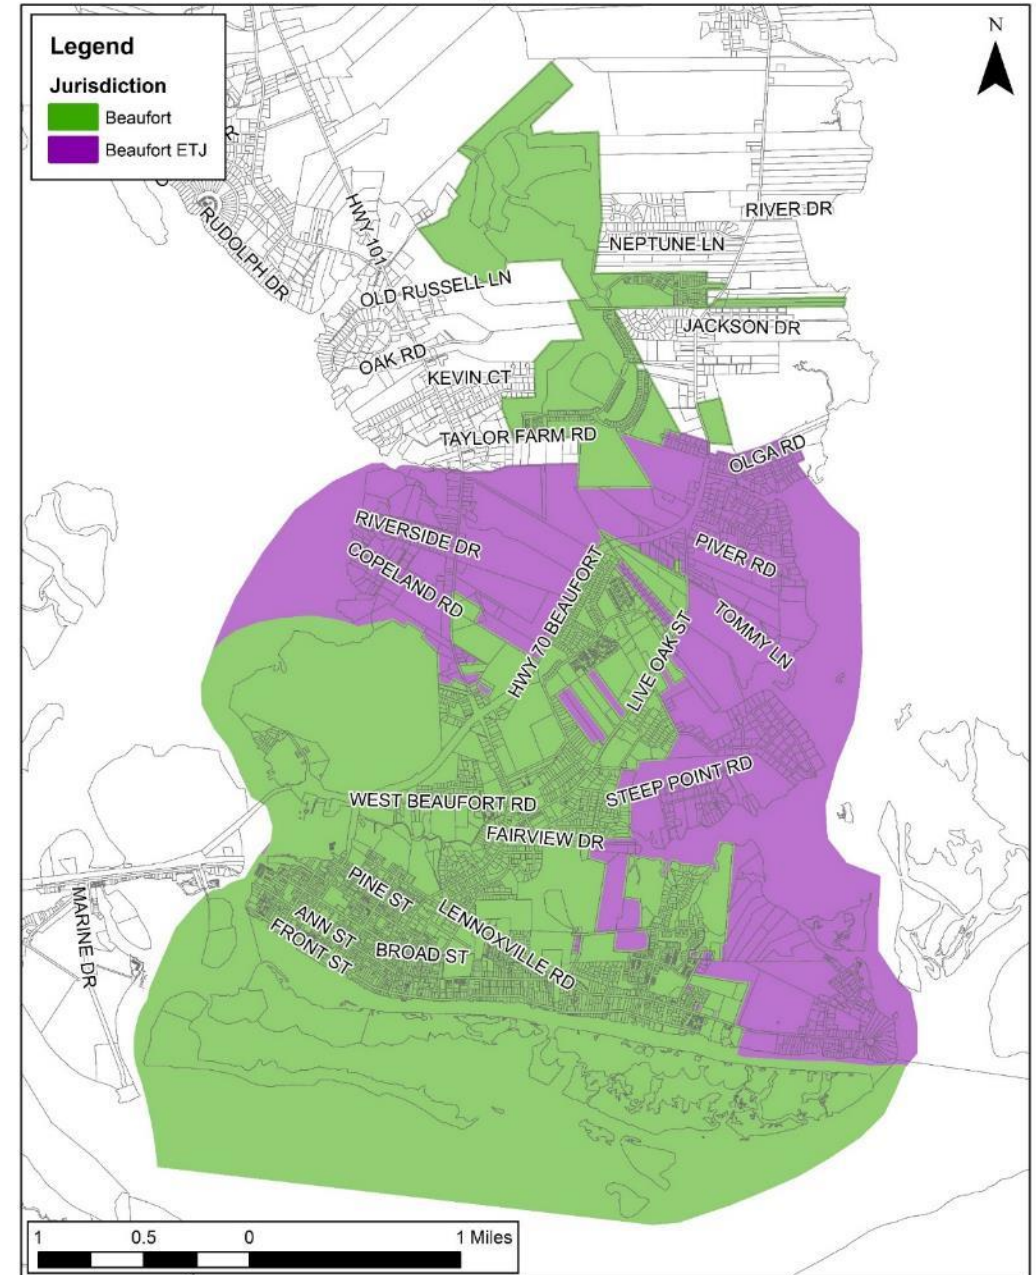 N
Legend
Jurisdiction
Beaufort
Beaufort ETJ
RUDOLPH DR
HWY 101
RIVER DR
NEPTUNE LN
OLD RUSSELL LN
JACKSON DR
OAK RD
KEVIN CT
TAYLOR FARM RD
OLGA RD
RIVERSIDE DR
COPELAND RD
HWY 70 BEAUFORT
PIVER RD
TOMMY LN
LIVE OAK ST
STEEP POINT RD
WEST BEAUFORT RD
FAIRVIEW DR
PINE ST
LENNOXVILLE RD
ANN ST
FRONT ST
BROAD ST
MARINE DR
1 0.5 0 1 Miles